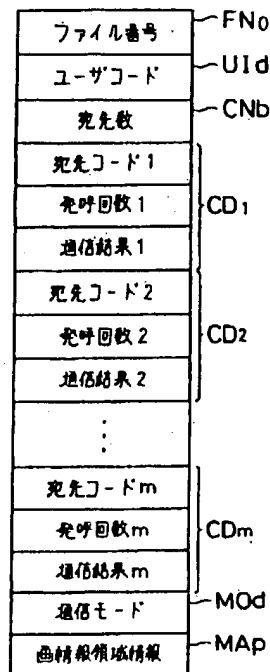 ファイル番号 FN0
ユーザコード UId
宛先数 CNb
宛先コード1
発呼回数1 CD1
通信結果1
宛先コード2
発呼回数2 CD2
通信結果2
⋮
宛先コードm
発呼回数m CDm
通信結果m
通信モード MOd
画情報領域情報 MAp